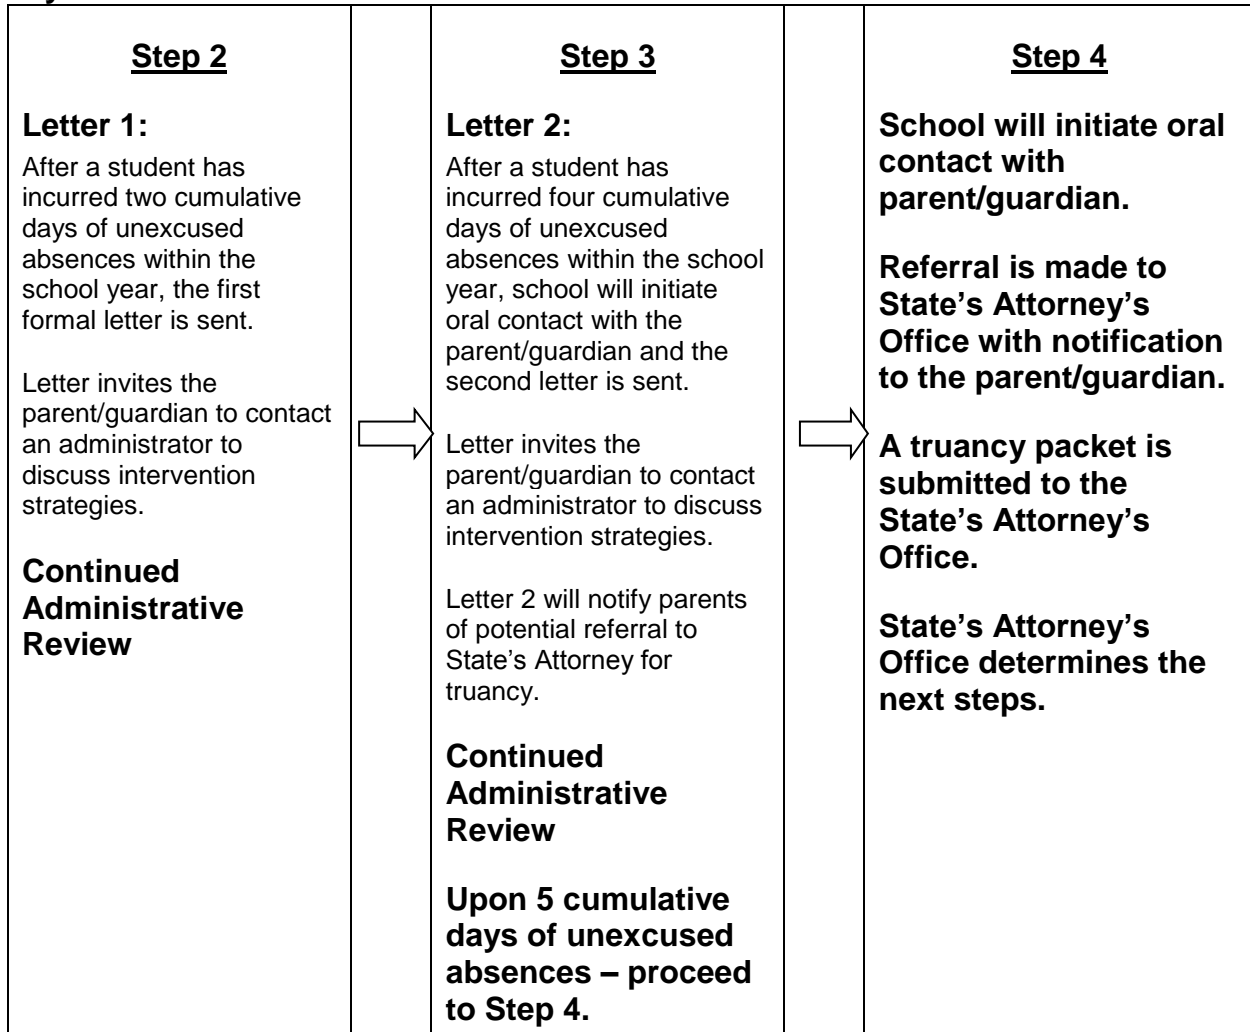 Step 2
Letter 1:
After a student has
incurred two cumulative
days of unexcused
absences within the
school year, the first
formal letter is sent.
Letter invites the
parent/guardian to contact
an administrator to
discuss intervention
strategies.
Continued
Administrative
Review
Step 3
Letter 2:
After a student has
incurred four cumulative
days of unexcused
absences within the school
year, school will initiate
oral contact with the
parent/guardian and the
second letter is sent.
Letter invites the
parent/guardian to contact
an administrator to discuss
intervention strategies.
Letter 2 will notify parents
of potential referral to
State’s Attorney for
truancy.
Continued
Administrative
Review
Upon 5 cumulative
days of unexcused
absences – proceed
to Step 4.
Step 4
School will initiate oral
contact with
parent/guardian.
Referral is made to
State’s Attorney’s
Office with notification
to the parent/guardian.
A truancy packet is
submitted to the
State’s Attorney’s
Office.
State’s Attorney’s
Office determines the
next steps.